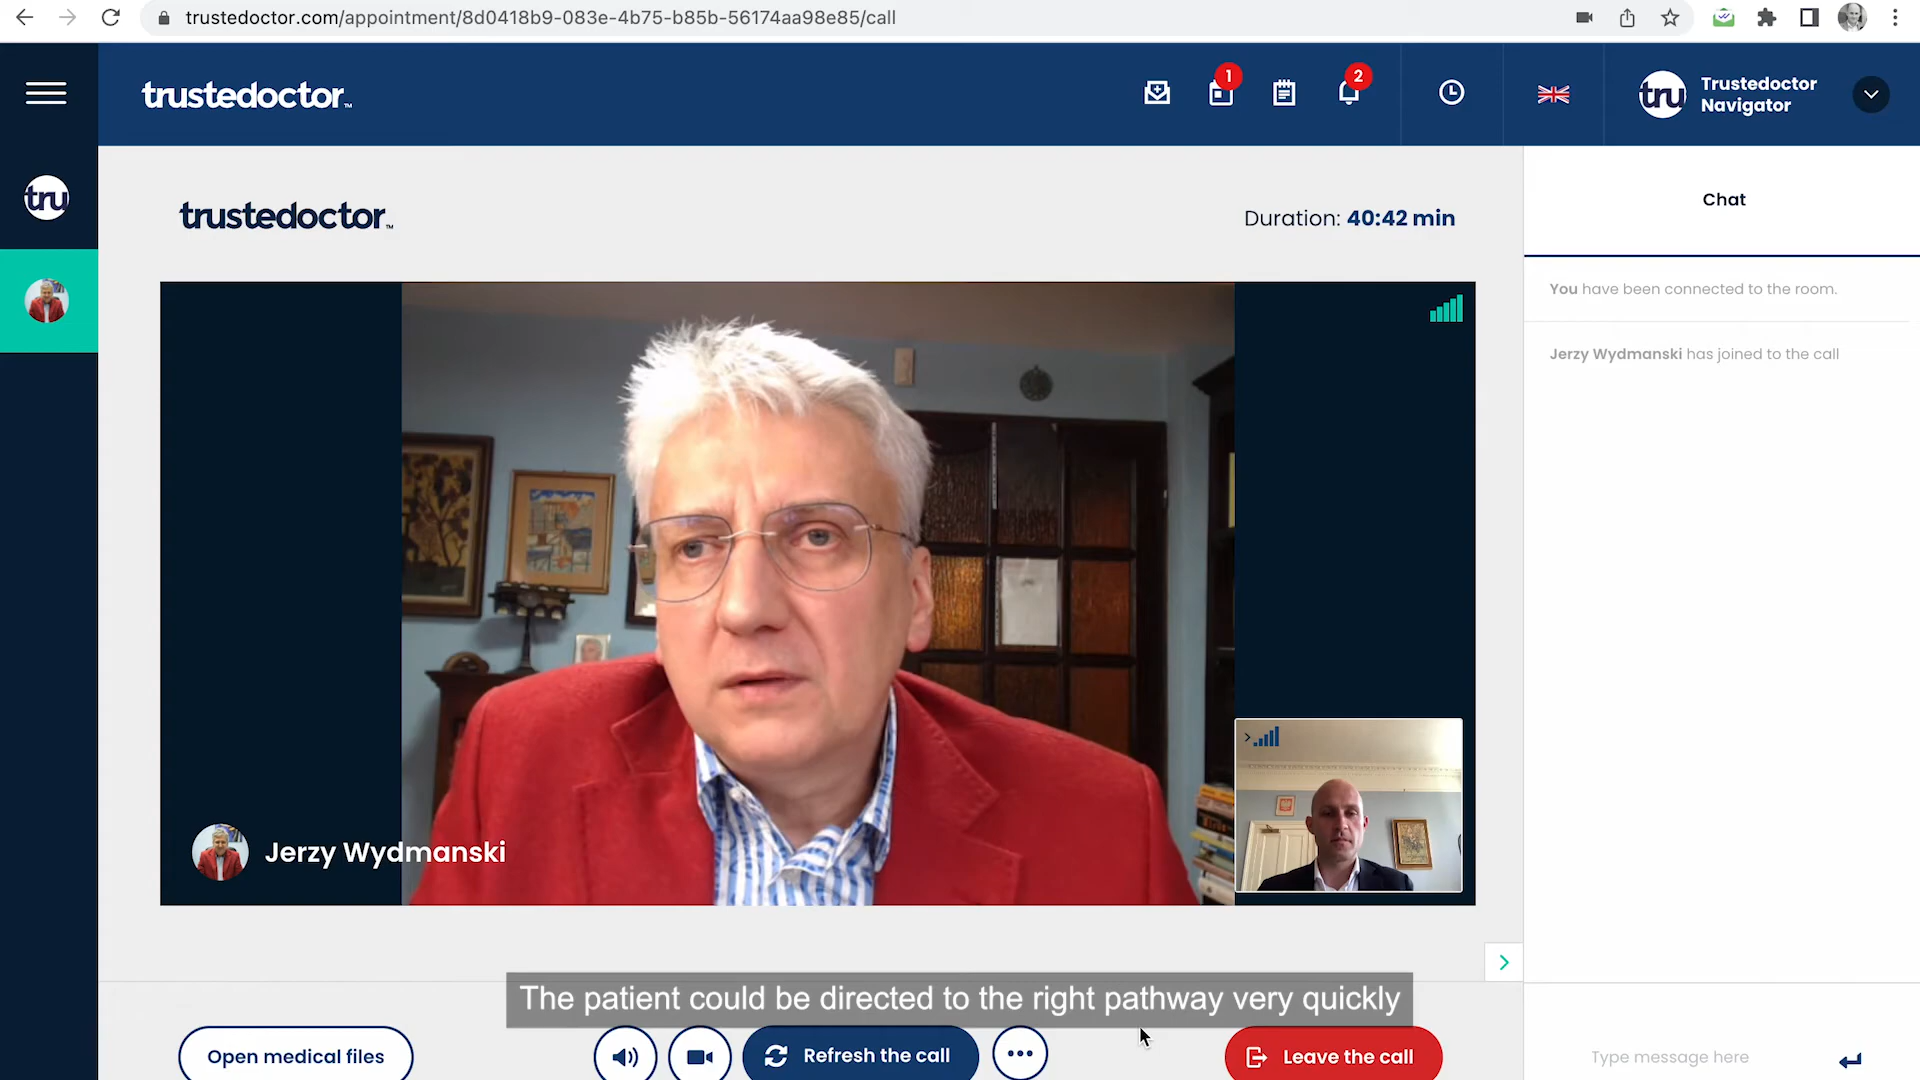 trustedoctor.com/appointment/8d0418b9-083e-4b75-b85b-56174aa98e85/call
trustedoctor™
1
2
tru
Trustedoctor
Navigator
tru
trustedoctor™
Duration: 40:42 min
Chat
You have been connected to the room.
Jerzy Wydmanski has joined to the call
Jerzy Wydmanski
The patient could be directed to the right pathway very quickly
Open medical files
Refresh the call
Leave the call
Type message here